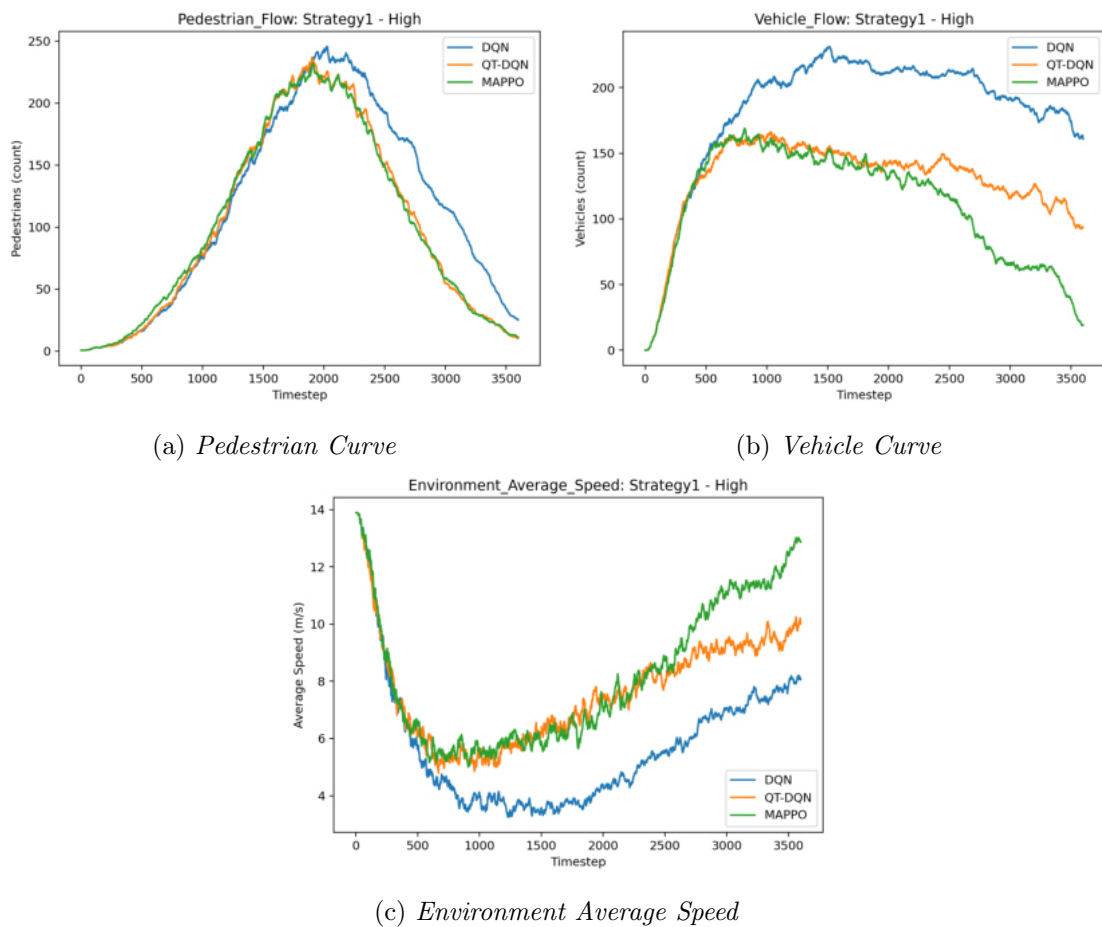 Pedestrian_Flow: Strategy1 - High
250
200
150
100
50
0
Pedestrians (count)
DQN
QT-DQN
MAPPO
0 500 1000 1500 2000 2500 3000 3500
Timestep
(a) Pedestrian Curve
Vehicle_Flow: Strategy1 - High
200
150
100
50
0
Vehicles (count)
DQN
QT-DQN
MAPPO
0 500 1000 1500 2000 2500 3000 3500
Timestep
(b) Vehicle Curve
Environment_Average_Speed: Strategy1 - High
14
12
10
8
6
4
Average Speed (m/s)
DQN
QT-DQN
MAPPO
0 500 1000 1500 2000 2500 3000 3500
Timestep
(c) Environment Average Speed